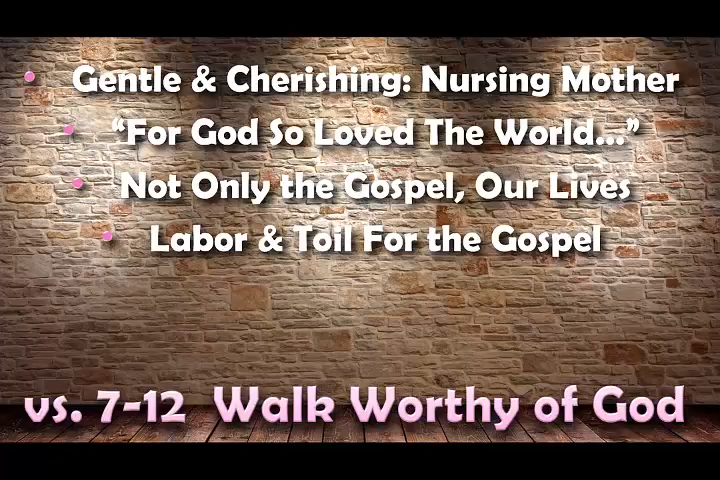 • Gentle & Cherishing: Nursing Mother
• “For God So Loved The World...”
• Not Only the Gospel, Our Lives
• Labor & Toil For the Gospel
vs. 7-12 Walk Worthy of God